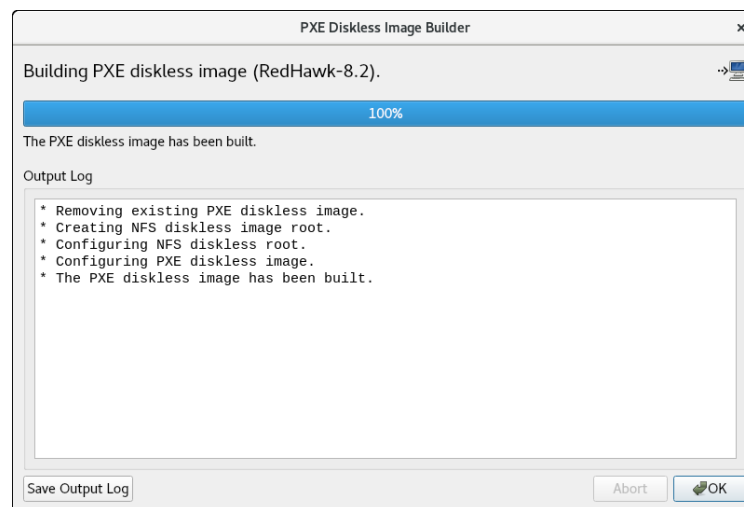 PXE Diskless Image Builder
Building PXE diskless image (RedHawk-8.2).
100%
The PXE diskless image has been built.
Output Log
* Removing existing PXE diskless image.
* Creating NFS diskless image root.
* Configuring NFS diskless root.
* Configuring PXE diskless image.
* The PXE diskless image has been built.
Save Output Log
Abort
OK